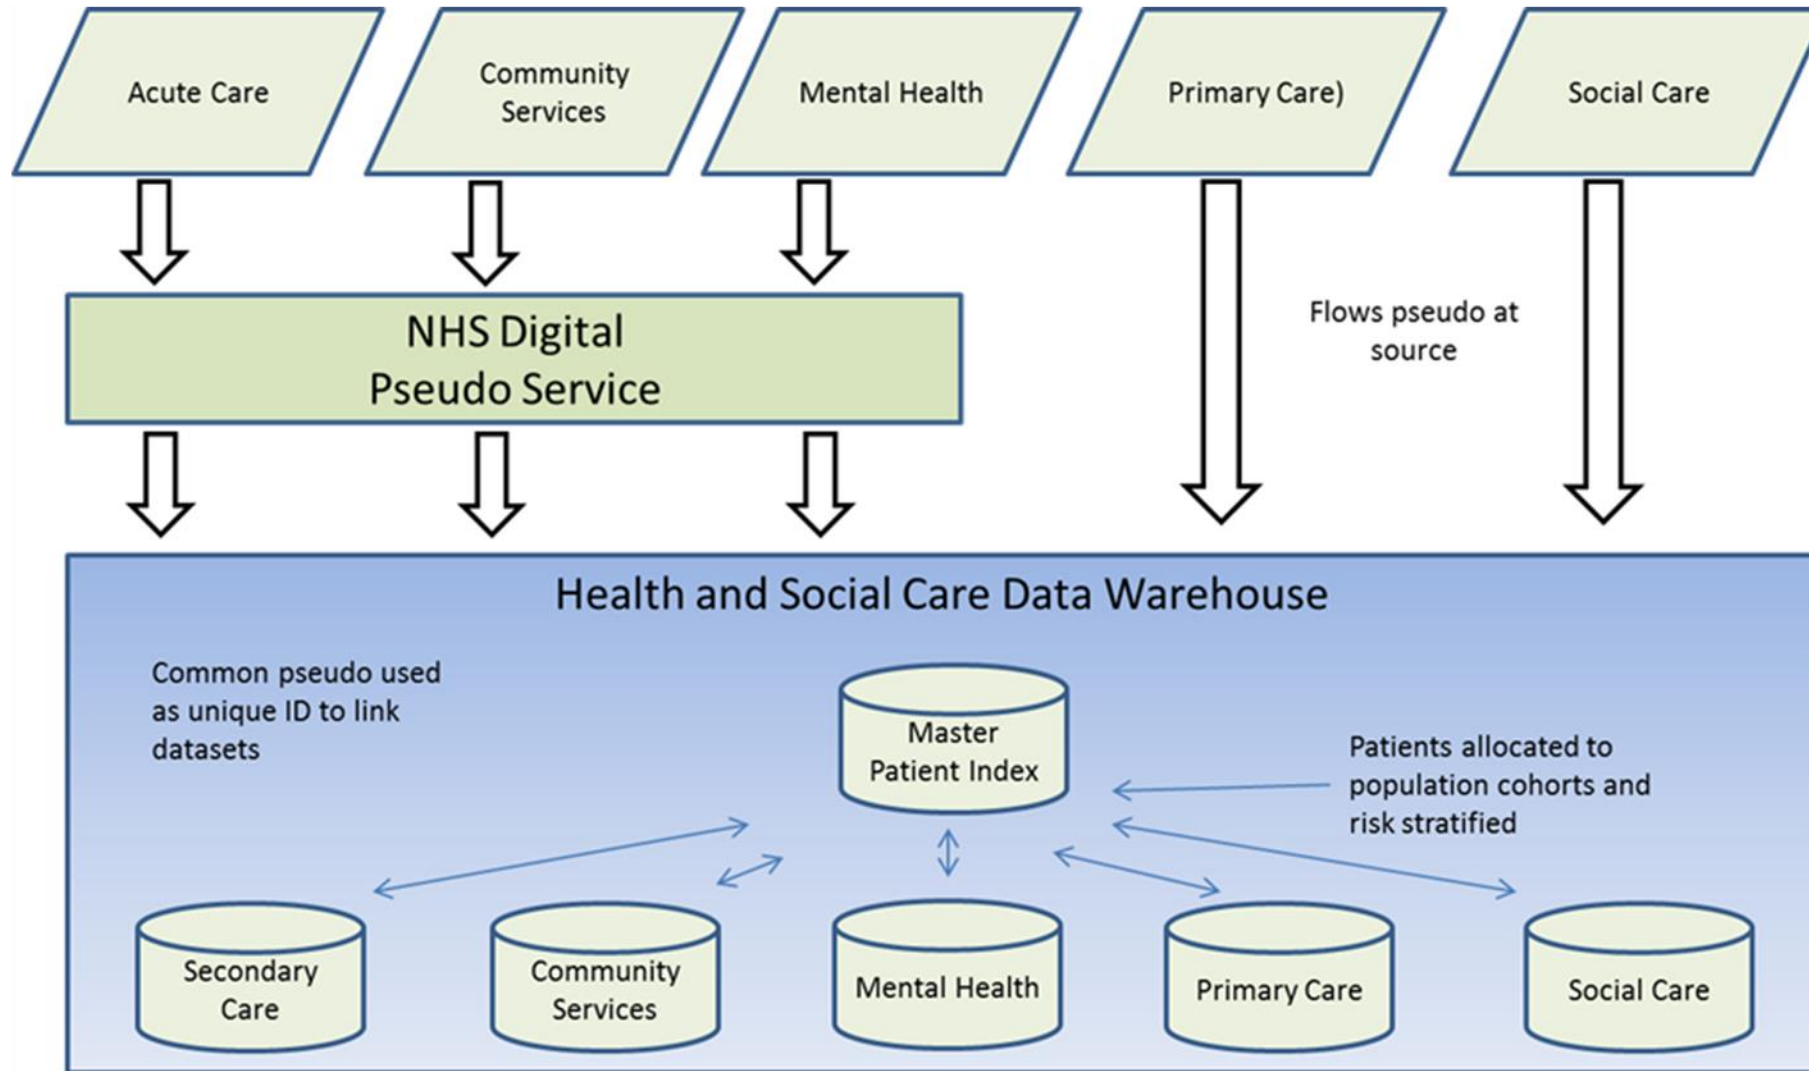 Acute Care
Community
Services
Mental Health
Primary Care)
Social Care
NHS Digital
Pseudo Service
Flows pseudo at
source
Health and Social Care Data Warehouse
Common pseudo used
as unique ID to link
datasets
Master
Patient Index
Patients allocated to
population cohorts and
risk stratified
Secondary
Care
Community
Services
Mental Health
Primary Care
Social Care